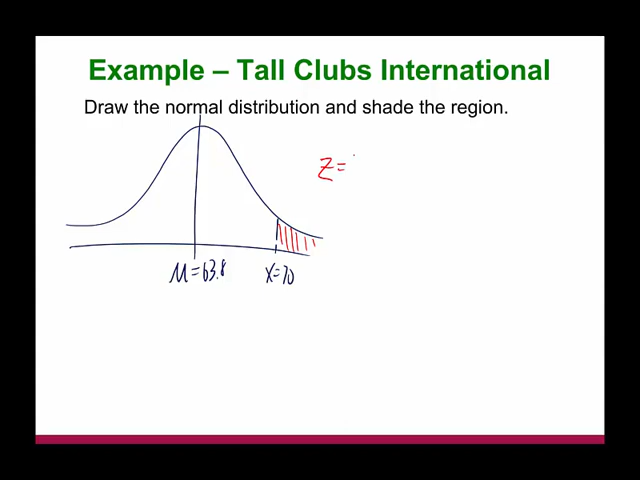 Example – Tall Clubs International
Draw the normal distribution and shade the region.
z=
μ=63.8
x=70